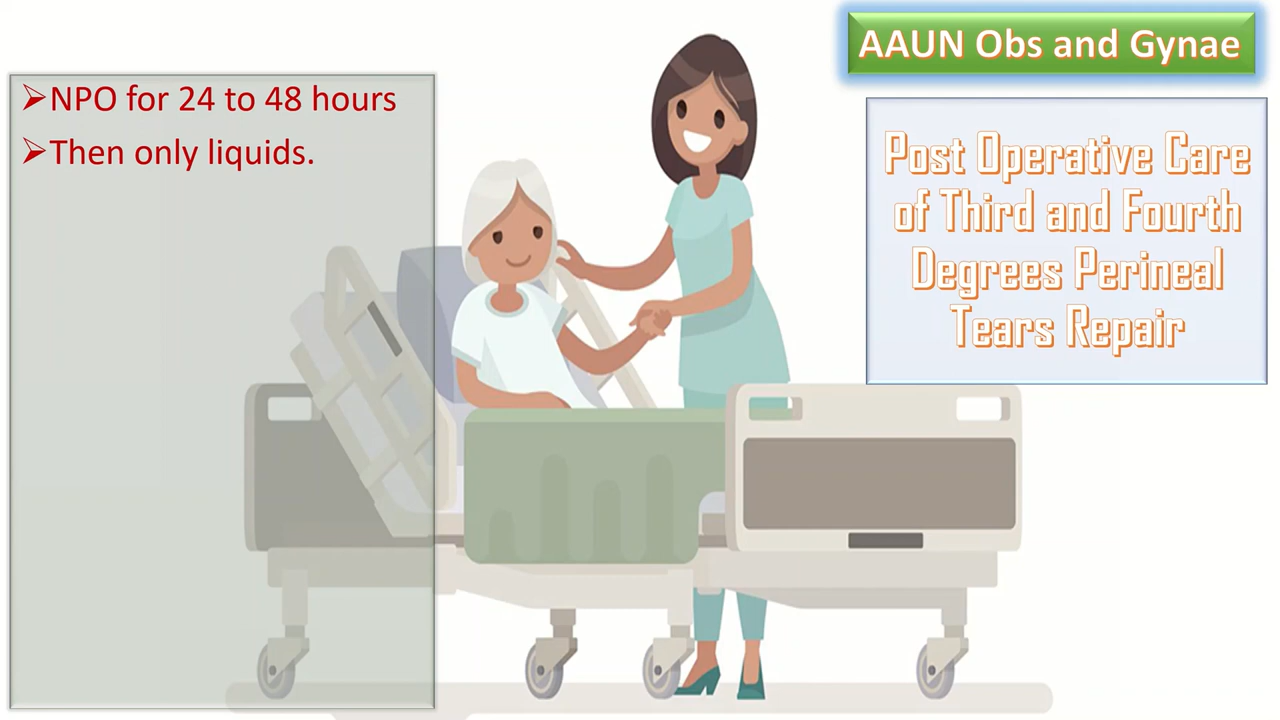 AAUN Obs and Gynae
➢NPO for 24 to 48 hours
➢Then only liquids.
Post Operative Care
of Third and Fourth
Degrees Perineal
Tears Repair